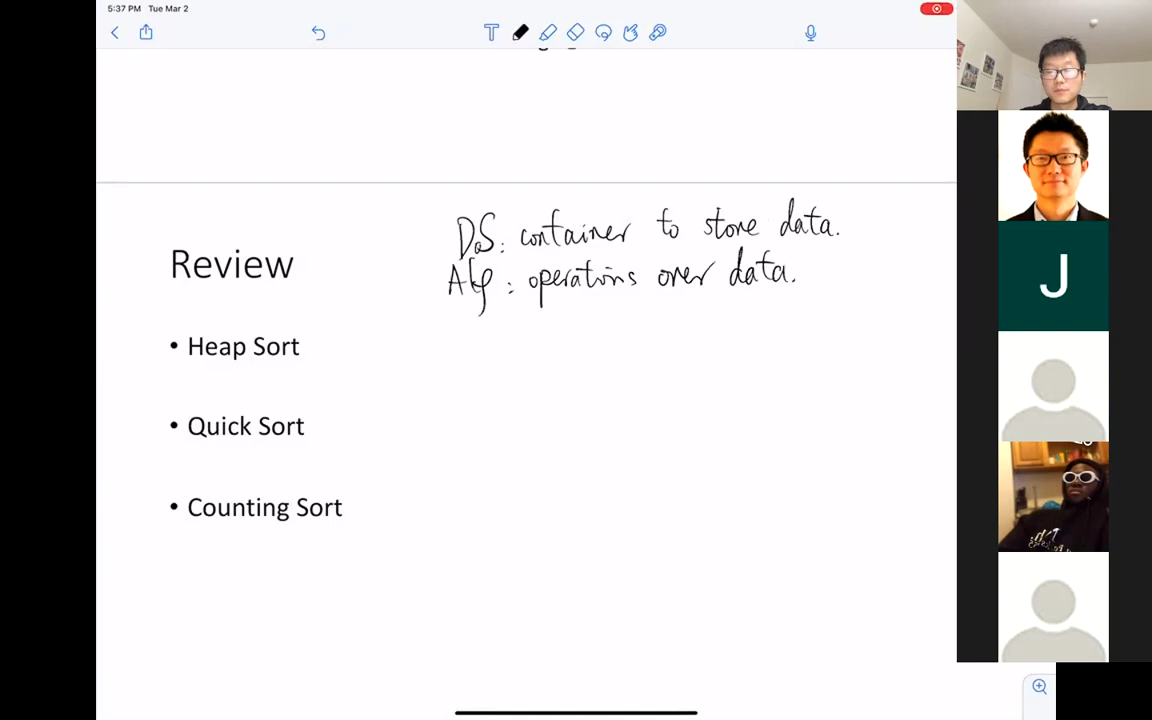 5:37 PM Tue Mar 2
DS: container to store data.
Alg: operations over data.
Review
• Heap Sort
• Quick Sort
• Counting Sort
J